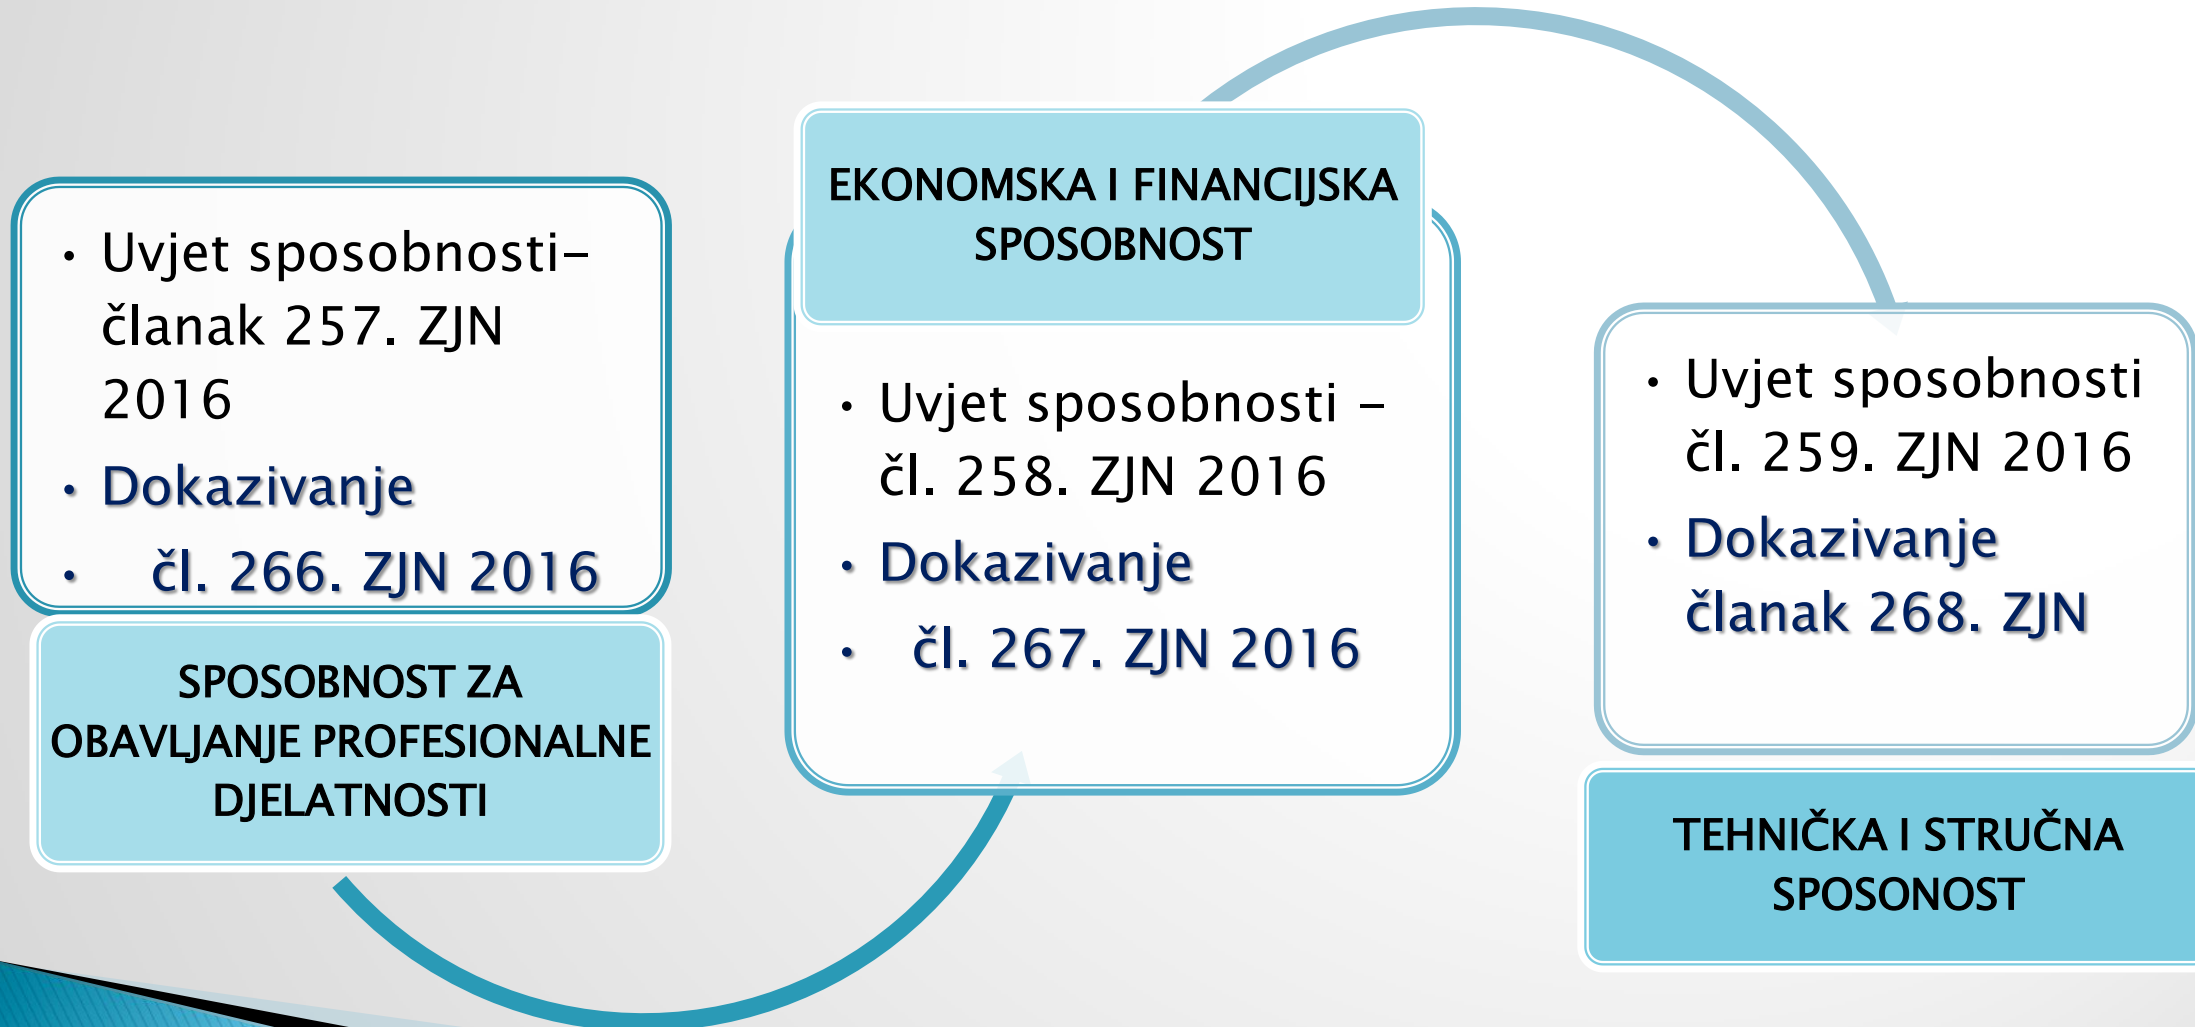 • Uvjet sposobnosti–
članak 257. ZJN
2016
• Dokazivanje
• čl. 266. ZJN 2016
SPOSOBNOST ZA
OBAVLJANJE PROFESIONALNE
DJELATNOSTI
EKONOMSKA I FINANCIJSKA
SPOSOBNOST
• Uvjet sposobnosti –
čl. 258. ZJN 2016
• Dokazivanje
• čl. 267. ZJN 2016
• Uvjet sposobnosti
čl. 259. ZJN 2016
• Dokazivanje
članak 268. ZJN
TEHNIČKA I STRUČNA
SPOSONOST